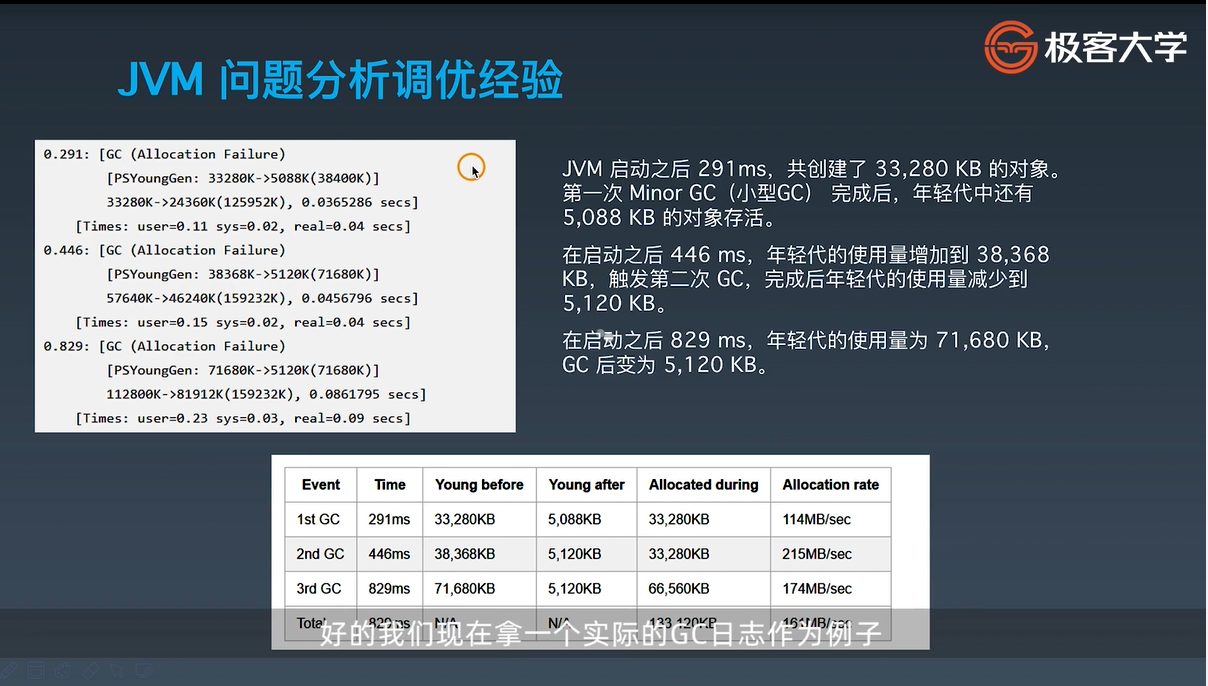 极客大学
JVM 问题分析调优经验
0.291: [GC (Allocation Failure)
[PSYoungGen: 33280K->5088K(38400K)]
33280K->24360K(125952K), 0.0365286 secs]
[Times: user=0.11 sys=0.02, real=0.04 secs]
0.446: [GC (Allocation Failure)
[PSYoungGen: 38368K->5120K(71680K)]
57640K->46240K(159232K), 0.0456796 secs]
[Times: user=0.15 sys=0.02, real=0.04 secs]
0.829: [GC (Allocation Failure)
[PSYoungGen: 71680K->5120K(71680K)]
112800K->81912K(159232K), 0.0861795 secs]
[Times: user=0.23 sys=0.03, real=0.09 secs]
JVM 启动之后 291ms，共创建了 33,280 KB 的对象。
第一次 Minor GC（小型GC） 完成后，年轻代中还有
5,088 KB 的对象存活。
在启动之后 446 ms，年轻代的使用量增加到 38,368
KB，触发第二次 GC，完成后年轻代的使用量减少到
5,120 KB。
在启动之后 829 ms，年轻代的使用量为 71,680 KB，
GC 后变为 5,120 KB。
Event Time Young before Young after Allocated during Allocation rate
1st GC 291ms 33,280KB 5,088KB 33,280KB 114MB/sec
2nd GC 446ms 38,368KB 5,120KB 33,280KB 215MB/sec
3rd GC 829ms 71,680KB 5,120KB 66,560KB 174MB/sec
Total 829ms N/A N/A 133,120KB 161MB/sec
好的我们现在拿一个实际的GC日志作为例子